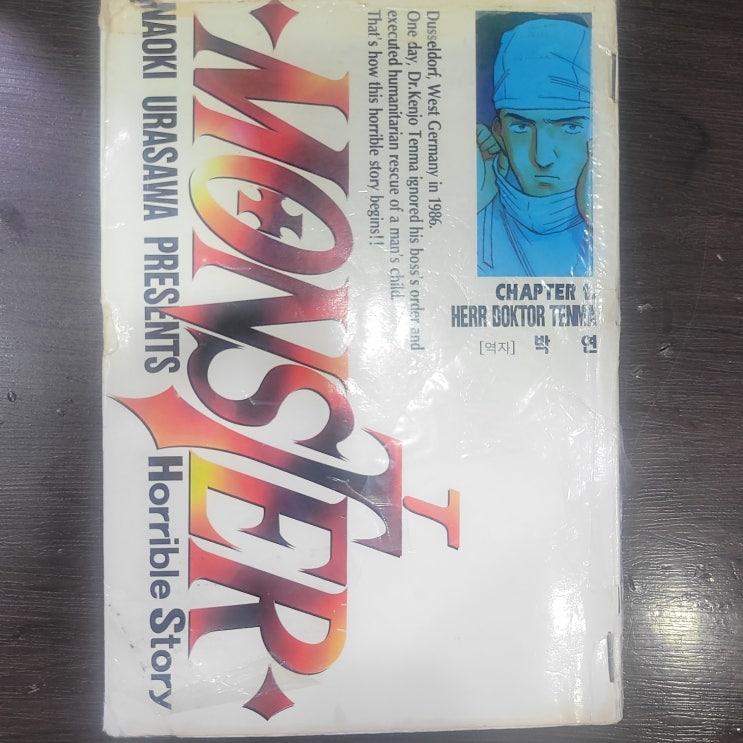 NAOKI URASAWA PRESENTS
Horrible Story
MONSTER
I
Dusseldorf, West Germany in 1986.
One day, Dr.Kenjo Tenma ignored his boss's order and
executed humanitarian rescue of a man's child.
That's how this horrible story begins!!
CHAPTER 1.
HERR DOKTOR TENMA
[역자] 박 연